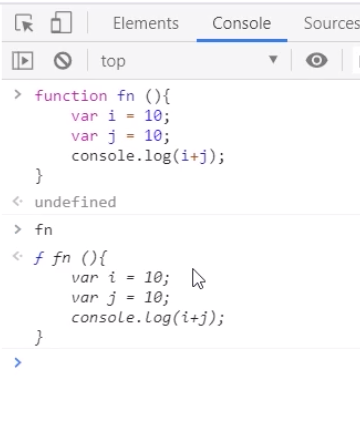 Elements Console Sources
top
> function fn (){
var i = 10;
var j = 10;
console.log(i+j);
}
<· undefined
> fn
<· ƒ fn (){
var i = 10;
var j = 10;
console.log(i+j);
}
>